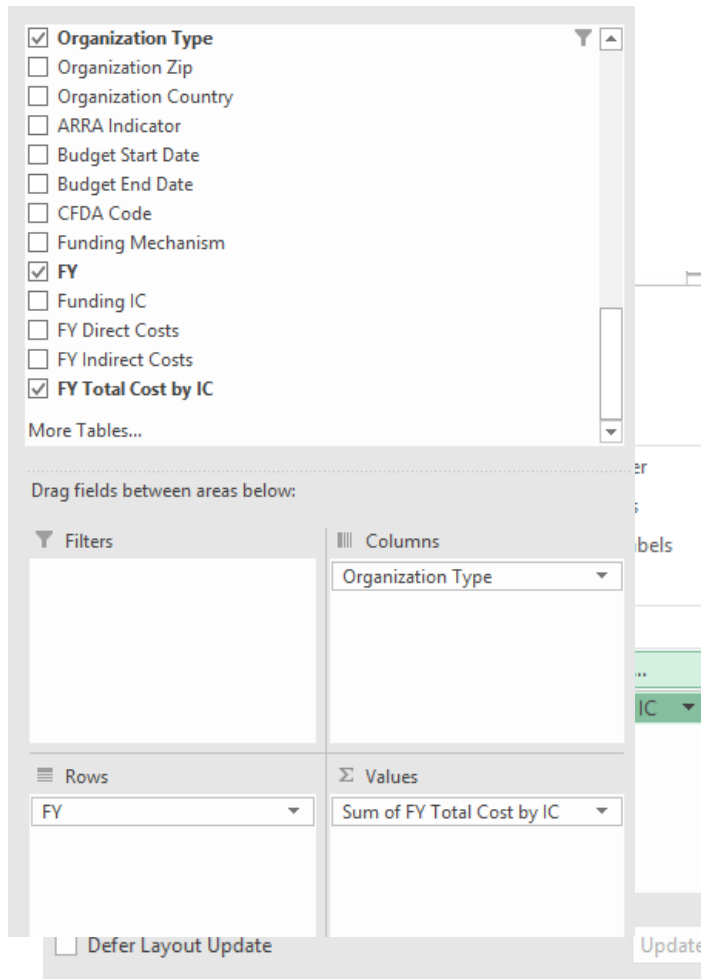 Organization Type
Organization Zip
Organization Country
ARRA Indicator
Budget Start Date
Budget End Date
CFDA Code
Funding Mechanism
FY
Funding IC
FY Direct Costs
FY Indirect Costs
FY Total Cost by IC
More Tables...
Drag fields between areas below:
Filters
Columns
Organization Type
Rows
Σ Values
FY
Sum of FY Total Cost by IC
IC
Defer Layout Update
Update